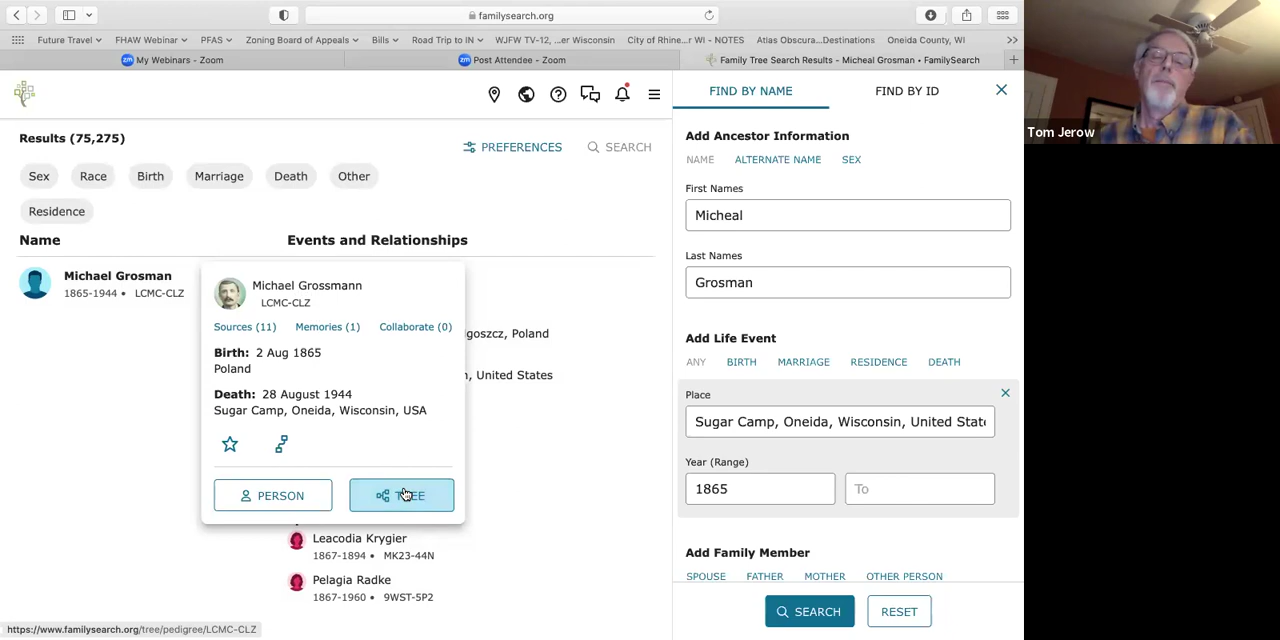 familysearch.org
Future Travel
FHAW Webinar
PFAS
Zoning Board of Appeals
Bills
Road Trip to IN
WJFW TV-12, ...er Wisconsin
City of Rhine...r WI - NOTES
Atlas Obscura...Destinations
Oneida County, WI
zm My Webinars - Zoom
zm Post Attendee - Zoom
Family Tree Search Results - Micheal Grosman • FamilySearch
Results (75,275)
PREFERENCES
SEARCH
Sex
Race
Birth
Marriage
Death
Other
Residence
Name
Events and Relationships
Michael Grosman
1865-1944 • LCMC-CLZ
Michael Grossmann
LCMC-CLZ
Sources (11)
Memories (1)
Collaborate (0)
Birth: 2 Aug 1865
Poland
Death: 28 August 1944
Sugar Camp, Oneida, Wisconsin, USA
PERSON
TREE
dgoszcz, Poland
n, United States
Leacodia Krygier
1867-1894 • MK23-44N
Pelagia Radke
1867-1960 • 9WST-5P2
https://www.familysearch.org/tree/pedigree/LCMC-CLZ
FIND BY NAME
FIND BY ID
Add Ancestor Information
NAME
ALTERNATE NAME
SEX
First Names
Micheal
Last Names
Grosman
Add Life Event
ANY
BIRTH
MARRIAGE
RESIDENCE
DEATH
Place
Sugar Camp, Oneida, Wisconsin, United State
Year (Range)
1865
To
Add Family Member
SPOUSE
FATHER
MOTHER
OTHER PERSON
SEARCH
RESET
Tom Jerow